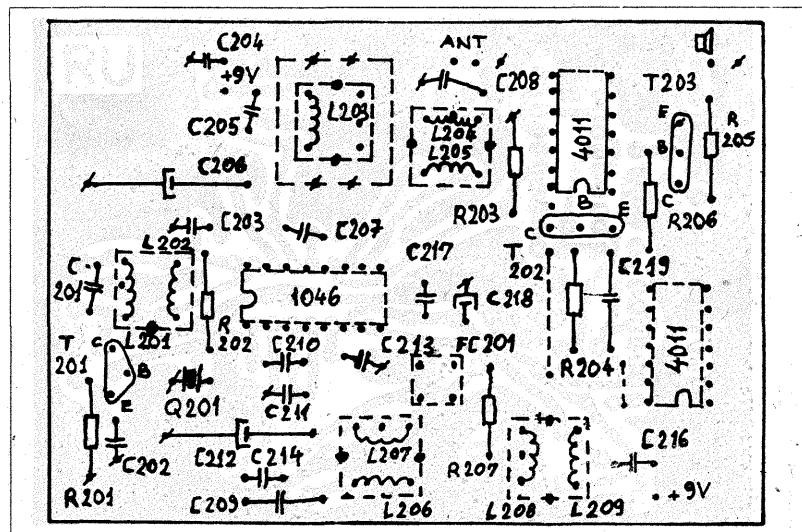 RU
C204
+9V
C205
L203
ANT
C208
L204
L205
4011
T203
E
B
C
R
205
C206
R203
B
C
E
R206
C203
C207
L202
C
201
L201
R
202
1046
C217
C218
T
202
C219
R204
4011
T
201
C
B
E
Q201
C210
C213
FC201
C211
C202
R201
C212
C214
C209
L207
L206
R207
L208
L209
C216
+9V